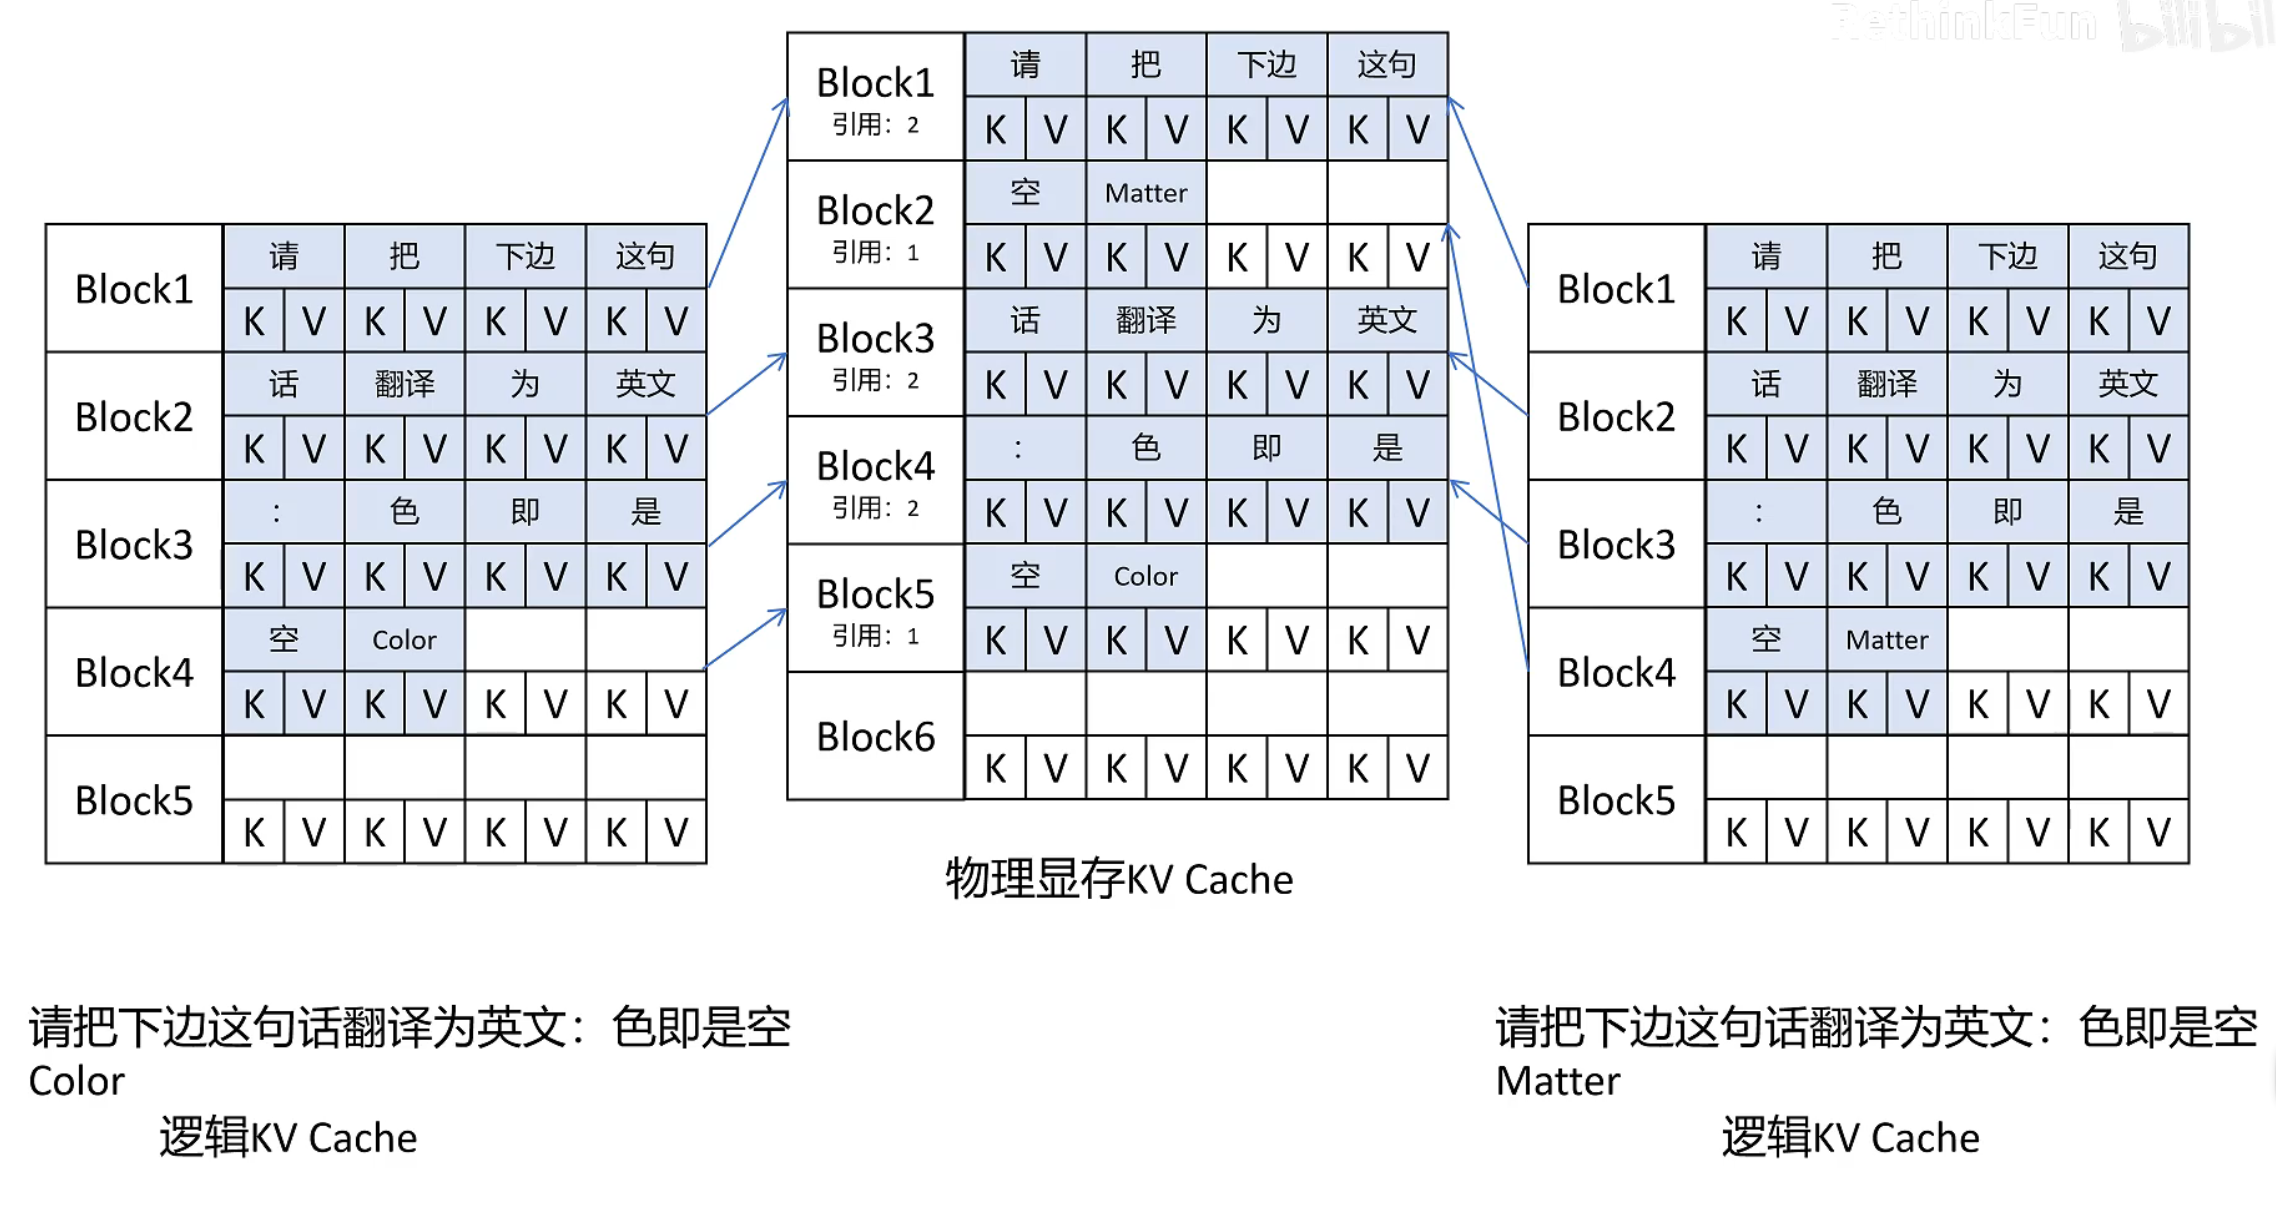 RethinkFun bilibili
Block1
引用：2
请 把 下边 这句
K V K V K V K V
Block2
引用：1
空 Matter
K V K V K V K V
Block3
引用：2
话 翻译 为 英文
K V K V K V K V
Block4
引用：2
： 色 即 是
K V K V K V K V
Block5
引用：1
空 Color
K V K V K V K V
Block6
K V K V K V K V
物理显存KV Cache
Block1
请 把 下边 这句
K V K V K V K V
Block2
话 翻译 为 英文
K V K V K V K V
Block3
： 色 即 是
K V K V K V K V
Block4
空 Color
K V K V K V K V
Block5
K V K V K V K V
请把下边这句话翻译为英文：色即是空
Color
逻辑KV Cache
Block1
请 把 下边 这句
K V K V K V K V
Block2
话 翻译 为 英文
K V K V K V K V
Block3
： 色 即 是
K V K V K V K V
Block4
空 Matter
K V K V K V K V
Block5
K V K V K V K V
请把下边这句话翻译为英文：色即是空
Matter
逻辑KV Cache